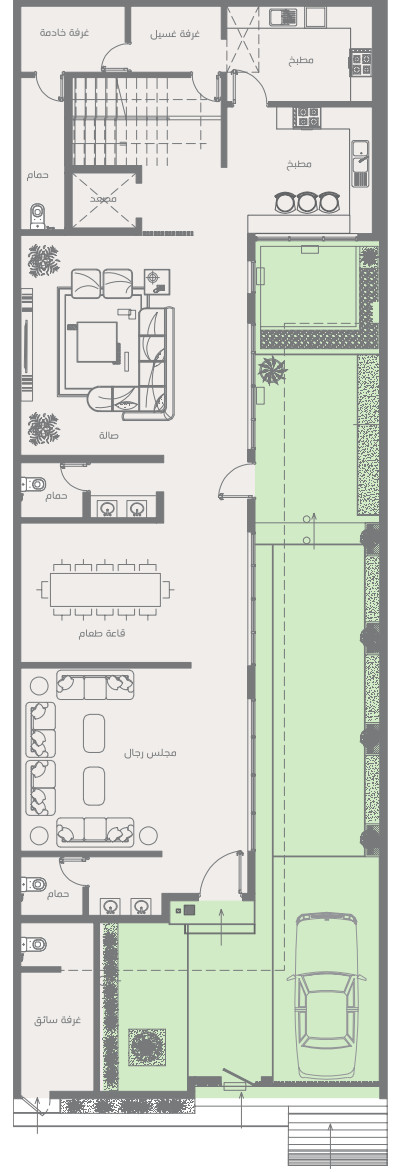 غرفة غسيل
غرفة خادمة
مطبخ
مطبخ
حمام
مصعد
صالة
حمام
قاعة طعام
مجلس رجال
حمام
غرفة سائق